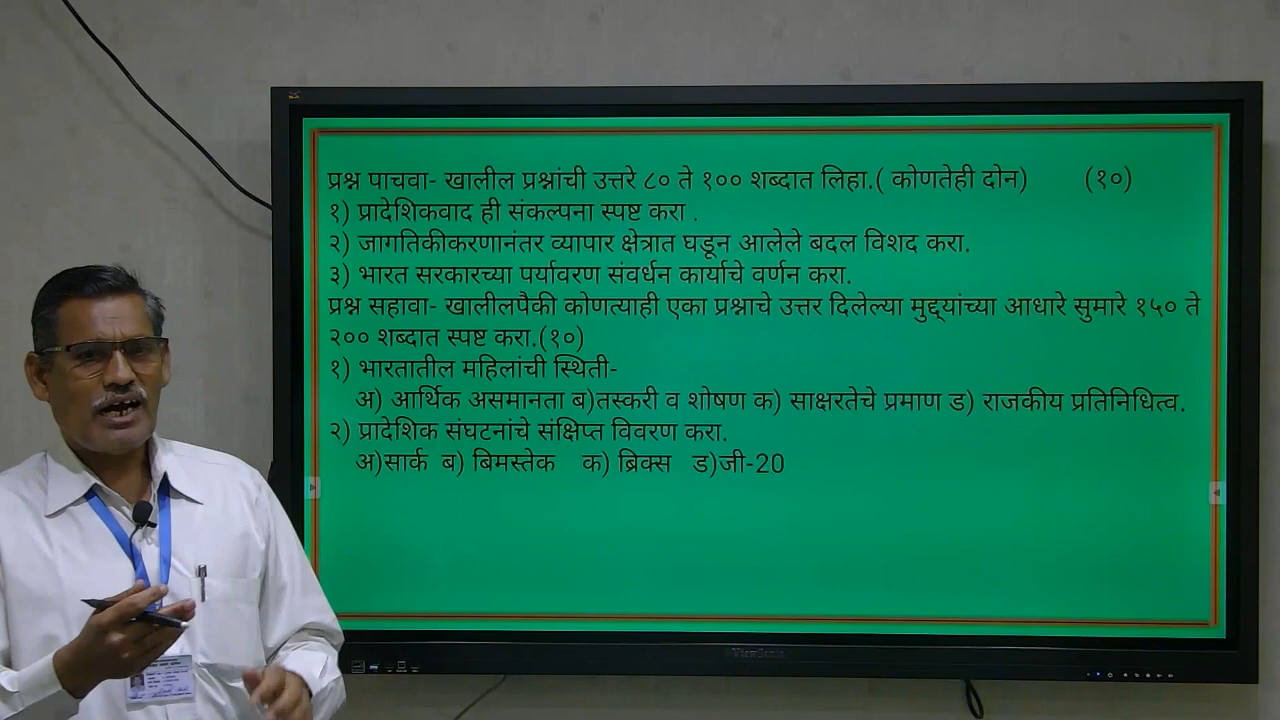 प्रश्न पाचवा- खालील प्रश्नांची उत्तरे ८० ते १०० शब्दात लिहा.( कोणतेही दोन) (१०)
१) प्रादेशिकवाद ही संकल्पना स्पष्ट करा .
२) जागतिकीकरणानंतर व्यापार क्षेत्रात घडून आलेले बदल विशद करा.
३) भारत सरकारच्या पर्यावरण संवर्धन कार्याचे वर्णन करा.
प्रश्न सहावा- खालीलपैकी कोणत्याही एका प्रश्नाचे उत्तर दिलेल्या मुद्द्यांच्या आधारे सुमारे १५० ते
२०० शब्दात स्पष्ट करा.(१०)
१) भारतातील महिलांची स्थिती-
अ) आर्थिक असमानता ब)तस्करी व शोषण क) साक्षरतेचे प्रमाण ड) राजकीय प्रतिनिधित्व.
२) प्रादेशिक संघटनांचे संक्षिप्त विवरण करा.
अ)सार्क ब) बिमस्तेक क) ब्रिक्स ड)जी-20
ViewSonic